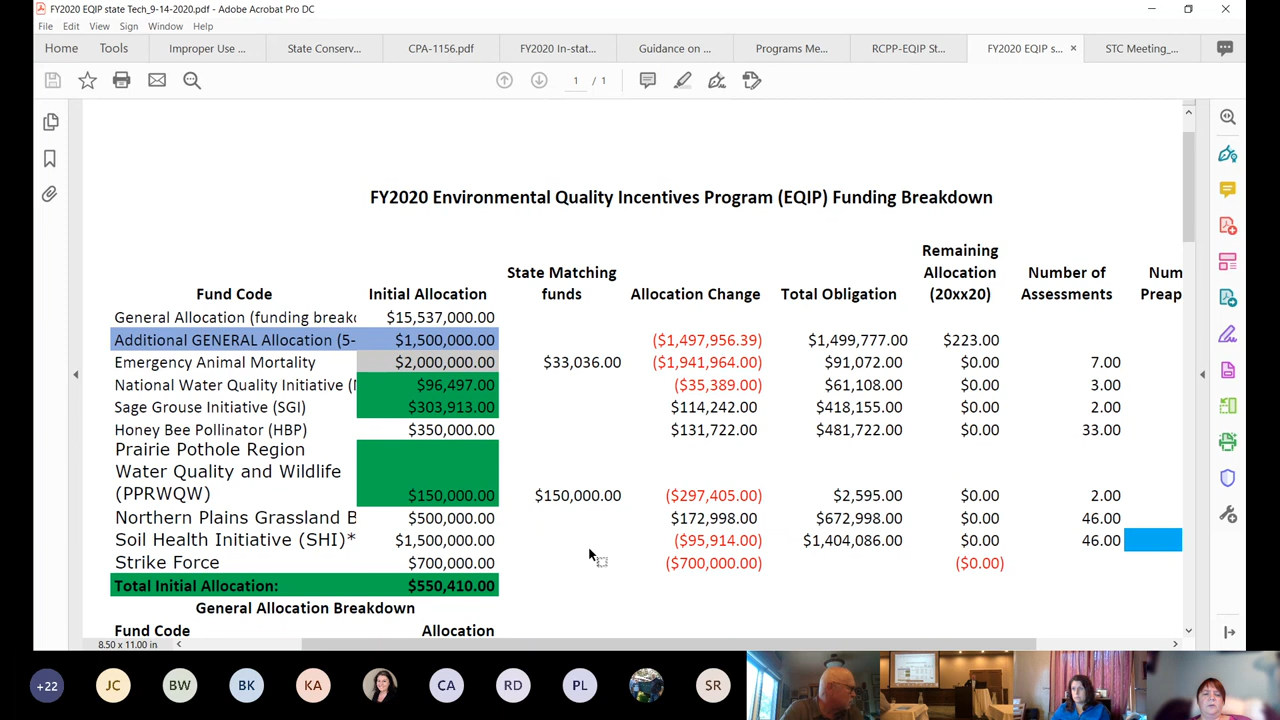 FY2020 EQIP state Tech_9-14-2020.pdf - Adobe Acrobat Pro DC
File Edit View Sign Window Help
Home Tools Improper Use ... State Conserv... CPA-1156.pdf FY2020 In-stat... Guidance on ... Programs Me... RCPP-EQIP St... FY2020 EQIP s... × STC Meeting_...
1 / 1
FY2020 Environmental Quality Incentives Program (EQIP) Funding Breakdown
Fund Code Initial Allocation State Matching funds Allocation Change Total Obligation Remaining Allocation (20xx20) Number of Assessments Num Preap
General Allocation (funding breakc $15,537,000.00
Additional GENERAL Allocation (5- $1,500,000.00 ($1,497,956.39) $1,499,777.00 $223.00
Emergency Animal Mortality $2,000,000.00 $33,036.00 ($1,941,964.00) $91,072.00 $0.00 7.00
National Water Quality Initiative (N $96,497.00 ($35,389.00) $61,108.00 $0.00 3.00
Sage Grouse Initiative (SGI) $303,913.00 $114,242.00 $418,155.00 $0.00 2.00
Honey Bee Pollinator (HBP) $350,000.00 $131,722.00 $481,722.00 $0.00 33.00
Prairie Pothole Region
Water Quality and Wildlife
(PPRWQW) $150,000.00 $150,000.00 ($297,405.00) $2,595.00 $0.00 2.00
Northern Plains Grassland B $500,000.00 $172,998.00 $672,998.00 $0.00 46.00
Soil Health Initiative (SHI)* $1,500,000.00 ($95,914.00) $1,404,086.00 $0.00 46.00
Strike Force $700,000.00 ($700,000.00) ($0.00)
Total Initial Allocation: $550,410.00
General Allocation Breakdown
Fund Code Allocation
8.50 x 11.00 in
+22 JC BW BK KA CA RD PL SR